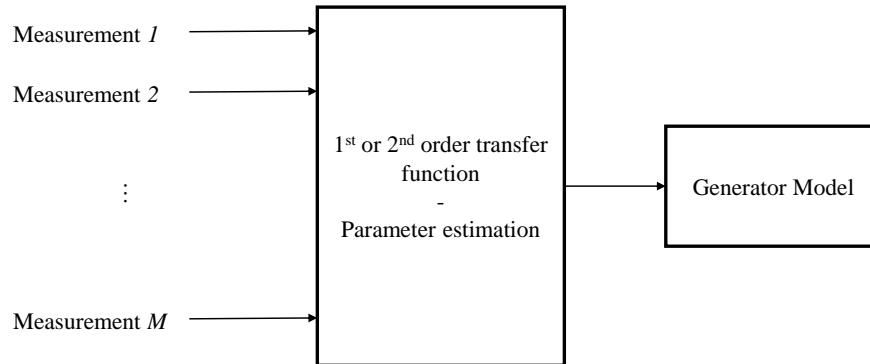 Measurement 1
Measurement 2
⋮
Measurement M
1st or 2nd order transfer
function
-
Parameter estimation
Generator Model